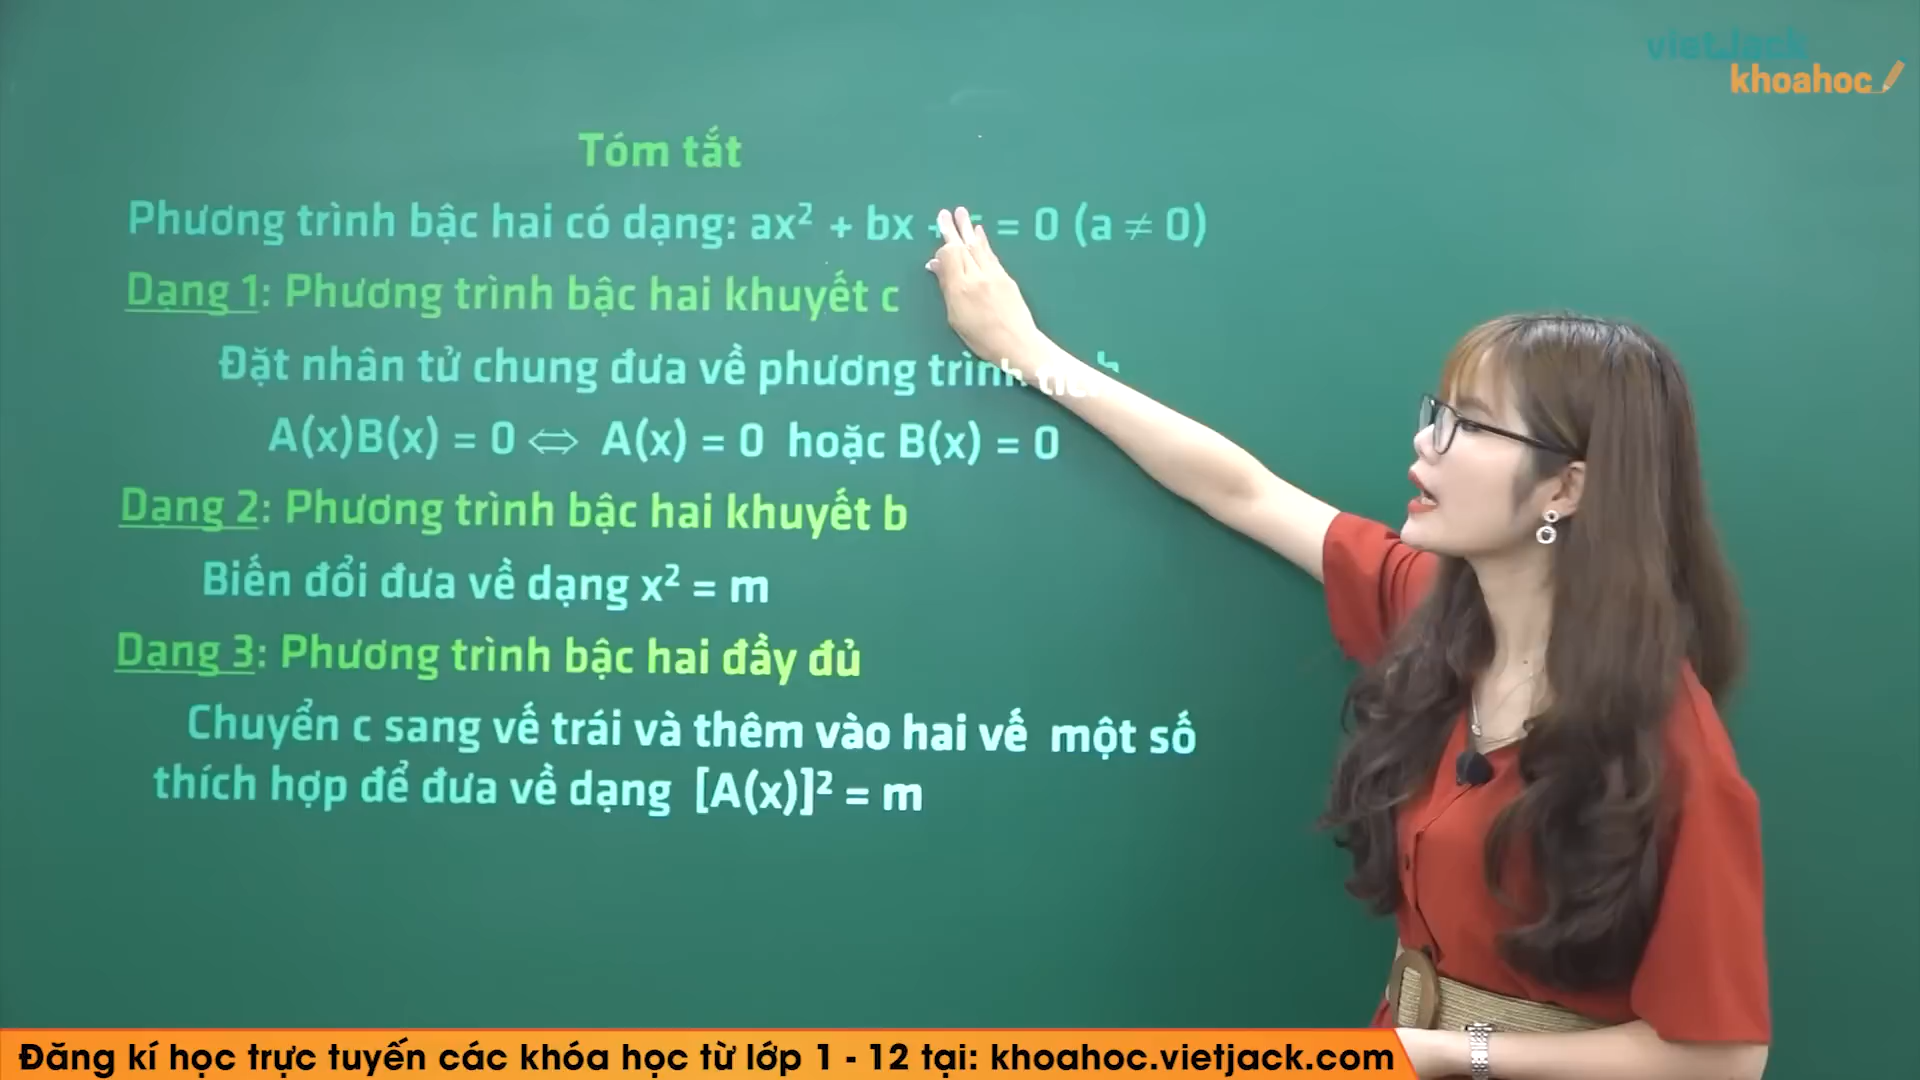 vietJack
khoahoc
Tóm tắt
Phương trình bậc hai có dạng: ax² + bx + = 0 (a ≠ 0)
Dạng 1: Phương trình bậc hai khuyết c
Đặt nhân tử chung đưa về phương trình
A(x)B(x) = 0 ⇔ A(x) = 0 hoặc B(x) = 0
Dạng 2: Phương trình bậc hai khuyết b
Biến đổi đưa về dạng x² = m
Dạng 3: Phương trình bậc hai đầy đủ
Chuyển c sang vế trái và thêm vào hai vế một số
thích hợp để đưa về dạng [A(x)]² = m
Đăng kí học trực tuyến các khóa học từ lớp 1 - 12 tại: khoahoc.vietjack.com